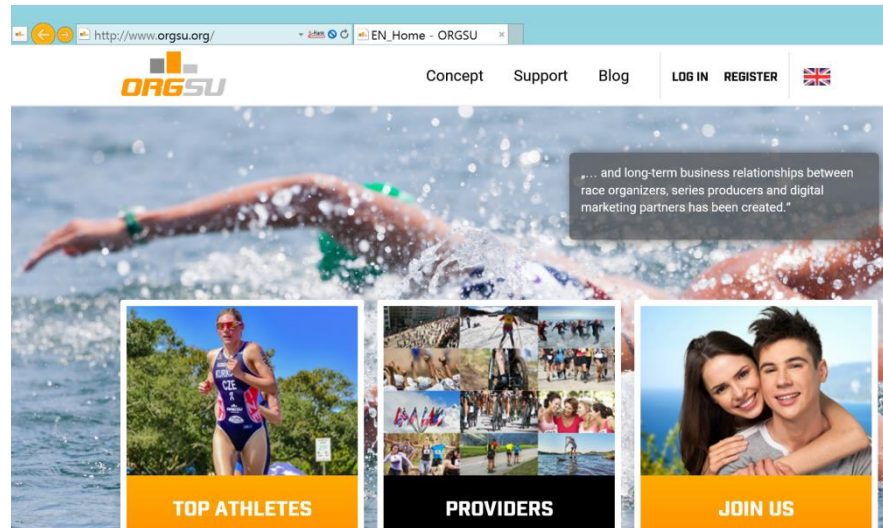 http://www.orgsu.org/
EN_Home - ORGSU
ORGSU
Concept Support Blog LOG IN REGISTER
„… and long-term business relationships between
race organizers, series producers and digital
marketing partners has been created.“
CZE
TOP ATHLETES
PROVIDERS
JOIN US